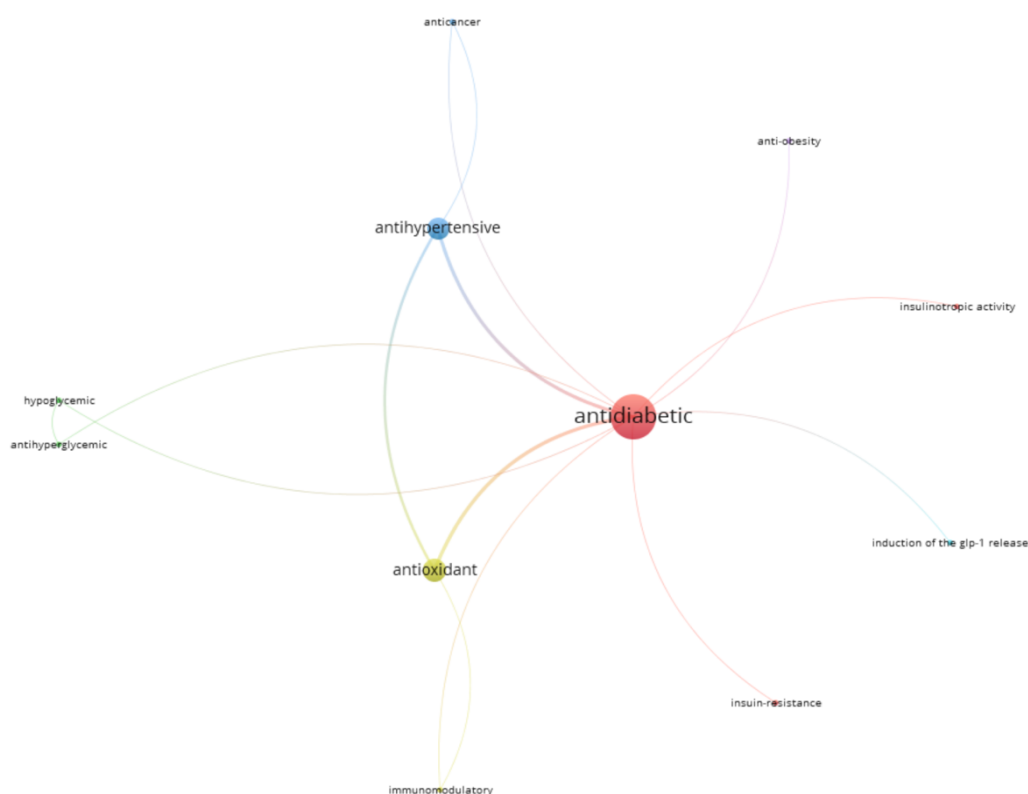 anticancer
anti-obesity
antihypertensive
insulinotropic activity
hypoglycemic
antidiabetic
antihyperglycemic
induction of the glp-1 release
antioxidant
insuin-resistance
immunomodulatory